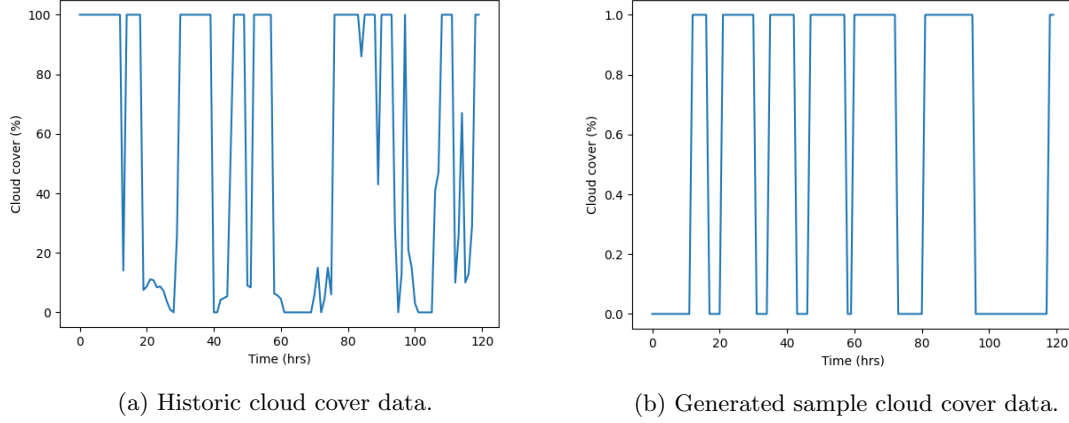 100
80
60
40
20
0
Cloud cover (%)
0 20 40 60 80 100 120
Time (hrs)
(a) Historic cloud cover data.
1.0
0.8
0.6
0.4
0.2
0.0
Cloud cover (%)
0 20 40 60 80 100 120
Time (hrs)
(b) Generated sample cloud cover data.